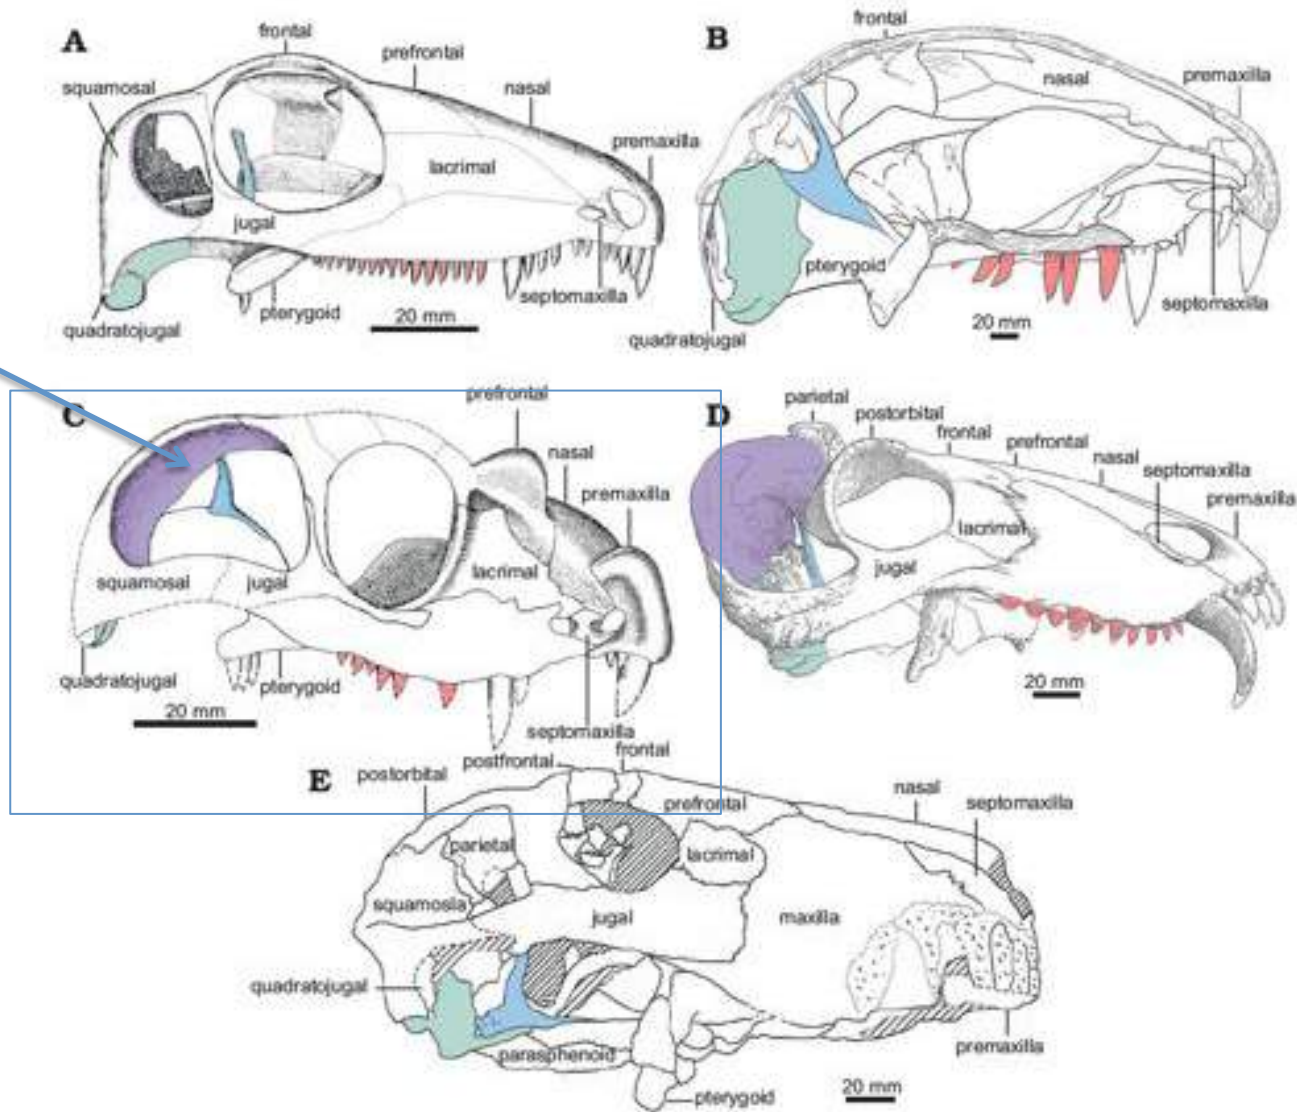 A
frontal
prefrontal
squamosal
nasal
premaxilla
lacrimal
jugal
pterygoid
septomaxilla
quadratojugal
20 mm
B
frontal
nasal
premaxilla
pterygoid
septomaxilla
20 mm
quadratojugal
C
prefrontal
nasal
premaxilla
lacrimal
squamosal
jugal
quadratojugal
pterygoid
septomaxilla
20 mm
D
parietal
postorbital
frontal
prefrontal
nasal
septomaxilla
premaxilla
lacrimal
jugal
20 mm
E
postorbital
postfrontal
frontal
prefrontal
nasal
septomaxilla
parietal
lacrimal
squamosla
jugal
maxilla
quadratojugal
parasphenoid
premaxilla
pterygoid
20 mm